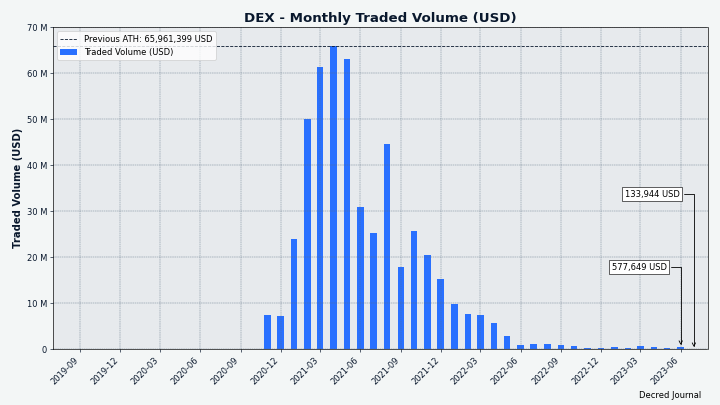 DEX - Monthly Traded Volume (USD)
Previous ATH: 65,961,399 USD
Traded Volume (USD)
Traded Volume (USD)
70 M
60 M
50 M
40 M
30 M
20 M
10 M
0
133,944 USD
577,649 USD
2019-09
2019-12
2020-03
2020-06
2020-09
2020-12
2021-03
2021-06
2021-09
2021-12
2022-03
2022-06
2022-09
2022-12
2023-03
2023-06
Decred Journal